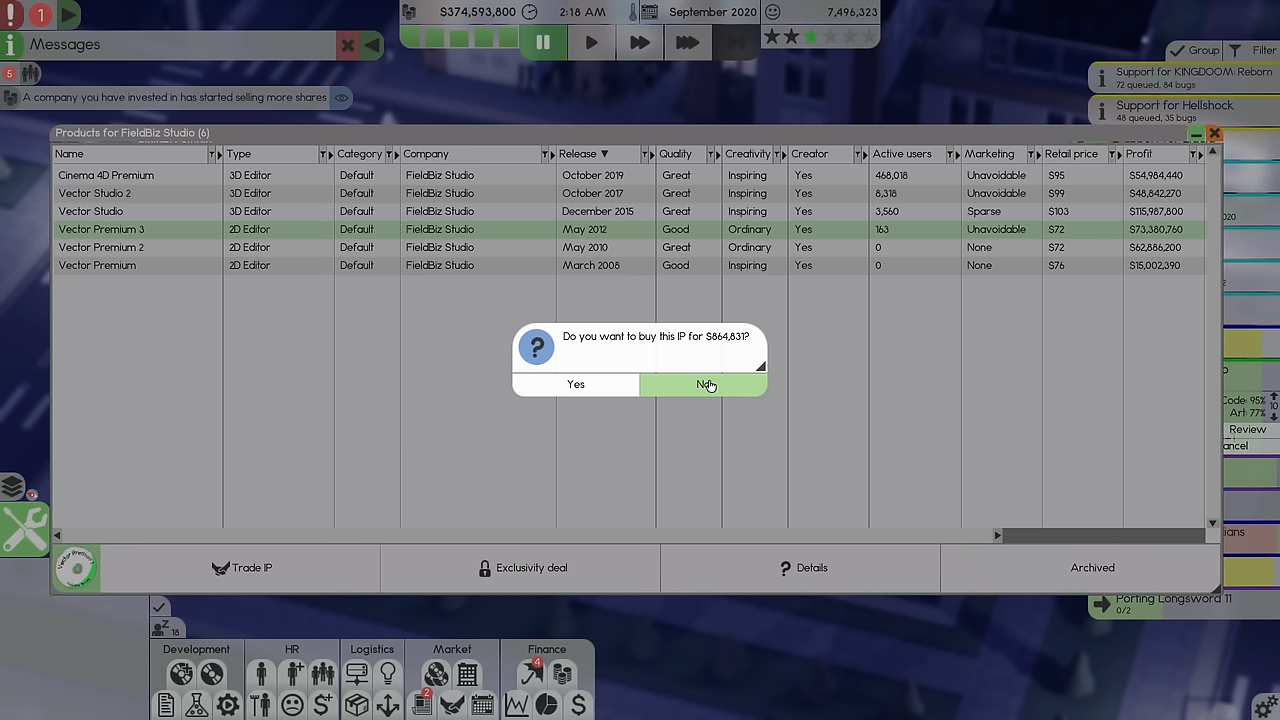 1
$374,593,800 2:18 AM September 2020 7,496,323
Messages
Group Filter
5
A company you have invested in has started selling more shares
Support for KINGDOOM: Reborn
72 queued, 84 bugs
Support for Hellshock
48 queued, 35 bugs
Products for FieldBiz Studio (6)
Name Type Category Company Release Quality Creativity Creator Active users Marketing Retail price Profit
Cinema 4D Premium 3D Editor Default FieldBiz Studio October 2019 Great Inspiring Yes 468,018 Unavoidable $95 $54,984,440
Vector Studio 2 3D Editor Default FieldBiz Studio October 2017 Great Inspiring Yes 8,318 Unavoidable $99 $48,842,270
Vector Studio 3D Editor Default FieldBiz Studio December 2015 Great Inspiring Yes 3,560 Sparse $103 $115,987,800
Vector Premium 3 2D Editor Default FieldBiz Studio May 2012 Good Ordinary Yes 163 Unavoidable $72 $73,380,760
Vector Premium 2 2D Editor Default FieldBiz Studio May 2010 Great Ordinary Yes 0 None $72 $62,886,200
Vector Premium 2D Editor Default FieldBiz Studio March 2008 Good Inspiring Yes 0 None $76 $15,002,390
Do you want to buy this IP for $864,831?
Yes No
Code: 95%
Art: 77%
10
Review
Trade IP Exclusivity deal Details Archived
Porting Longsword 11
0/2
18
Development HR Logistics Market Finance
4
2